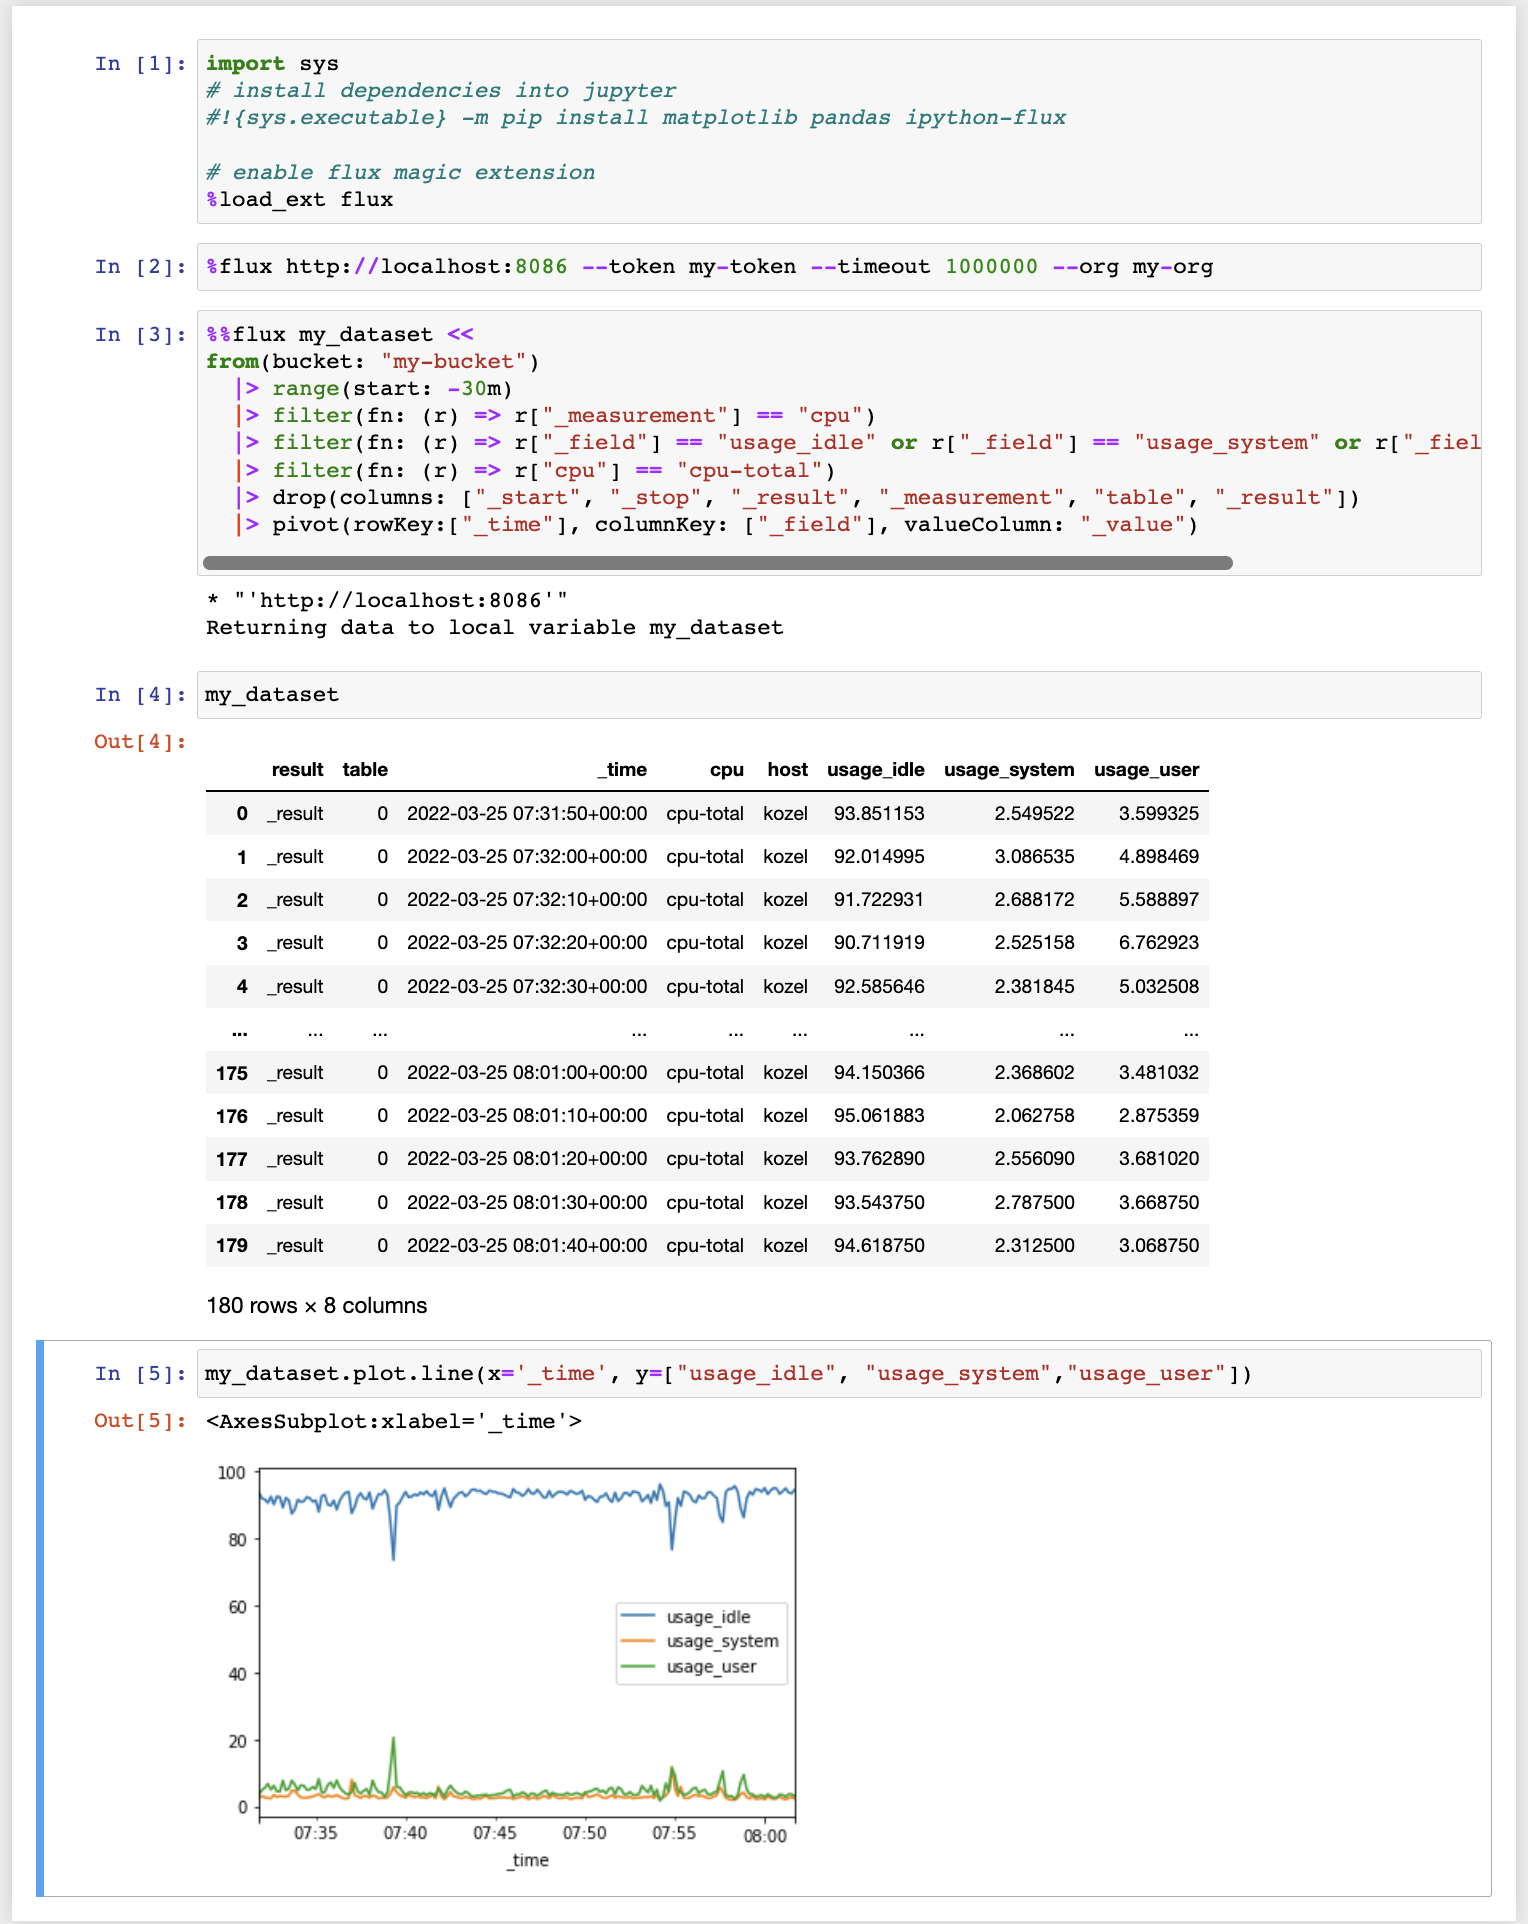 In [1]: import sys
# install dependencies into jupyter
#!{sys.executable} -m pip install matplotlib pandas ipython-flux
# enable flux magic extension
%load_ext flux
In [2]: %flux http://localhost:8086 --token my-token --timeout 1000000 --org my-org
In [3]: %%flux my_dataset <<
from(bucket: "my-bucket")
|> range(start: -30m)
|> filter(fn: (r) => r["_measurement"] == "cpu")
|> filter(fn: (r) => r["_field"] == "usage_idle" or r["_field"] == "usage_system" or r["_fiel
|> filter(fn: (r) => r["cpu"] == "cpu-total")
|> drop(columns: ["_start", "_stop", "_result", "_measurement", "table", "_result"])
|> pivot(rowKey:["_time"], columnKey: ["_field"], valueColumn: "_value")
* "'http://localhost:8086'"
Returning data to local variable my_dataset
In [4]: my_dataset
Out[4]:
result table _time cpu host usage_idle usage_system usage_user
0 _result 0 2022-03-25 07:31:50+00:00 cpu-total kozel 93.851153 2.549522 3.599325
1 _result 0 2022-03-25 07:32:00+00:00 cpu-total kozel 92.014995 3.086535 4.898469
2 _result 0 2022-03-25 07:32:10+00:00 cpu-total kozel 91.722931 2.688172 5.588897
3 _result 0 2022-03-25 07:32:20+00:00 cpu-total kozel 90.711919 2.525158 6.762923
4 _result 0 2022-03-25 07:32:30+00:00 cpu-total kozel 92.585646 2.381845 5.032508
... ... ... ... ... ... ... ... ...
175 _result 0 2022-03-25 08:01:00+00:00 cpu-total kozel 94.150366 2.368602 3.481032
176 _result 0 2022-03-25 08:01:10+00:00 cpu-total kozel 95.061883 2.062758 2.875359
177 _result 0 2022-03-25 08:01:20+00:00 cpu-total kozel 93.762890 2.556090 3.681020
178 _result 0 2022-03-25 08:01:30+00:00 cpu-total kozel 93.543750 2.787500 3.668750
179 _result 0 2022-03-25 08:01:40+00:00 cpu-total kozel 94.618750 2.312500 3.068750
180 rows × 8 columns
In [5]: my_dataset.plot.line(x='_time', y=["usage_idle", "usage_system","usage_user"])
Out[5]: <AxesSubplot:xlabel='_time'>
100
80
60
40
20
0
usage_idle
usage_system
usage_user
07:35 07:40 07:45 07:50 07:55 08:00
_time